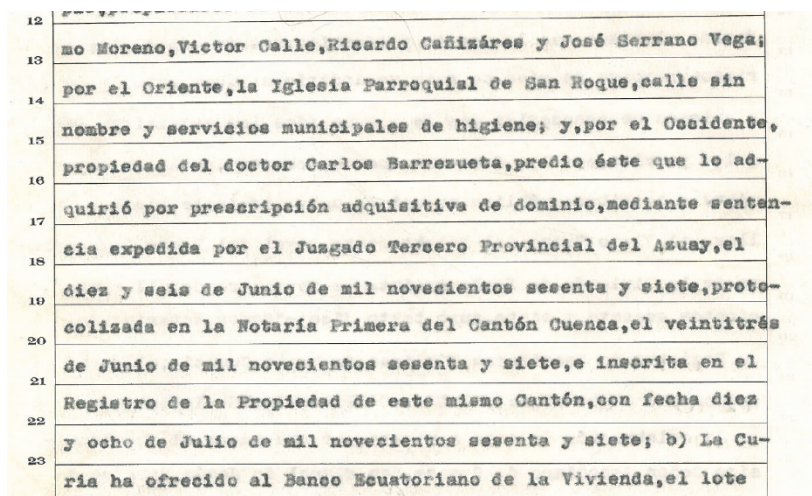 12
mo Moreno,Victor Calle,Ricardo Cañizáres y José Serrano Vega;
13
por el Oriente,la Iglesia Parroquial de San Roque,calle sin
14
nombre y servicios municipales de higiene; y,por el Occidente,
15
propiedad del doctor Carlos Barrezueta,predio éste que lo ad-
16
quirió por prescripción adquisitiva de dominio,mediante senten-
17
cia expedida por el Juzgado Tercero Provincial del Azuay,el
18
diez y seis de Junio de mil novecientos sesenta y siete,proto-
19
colizada en la Notaría Primera del Cantón Cuenca,el veintitrés
20
de Junio de mil novecientos sesenta y siete,e inscrita en el
21
Registro de la Propiedad de este mismo Cantón,con fecha diez
22
y ocho de Julio de mil novecientos sesenta y siete; b) La Cu-
23
ria ha ofrecido al Banco Ecuatoriano de la Vivienda,el lote